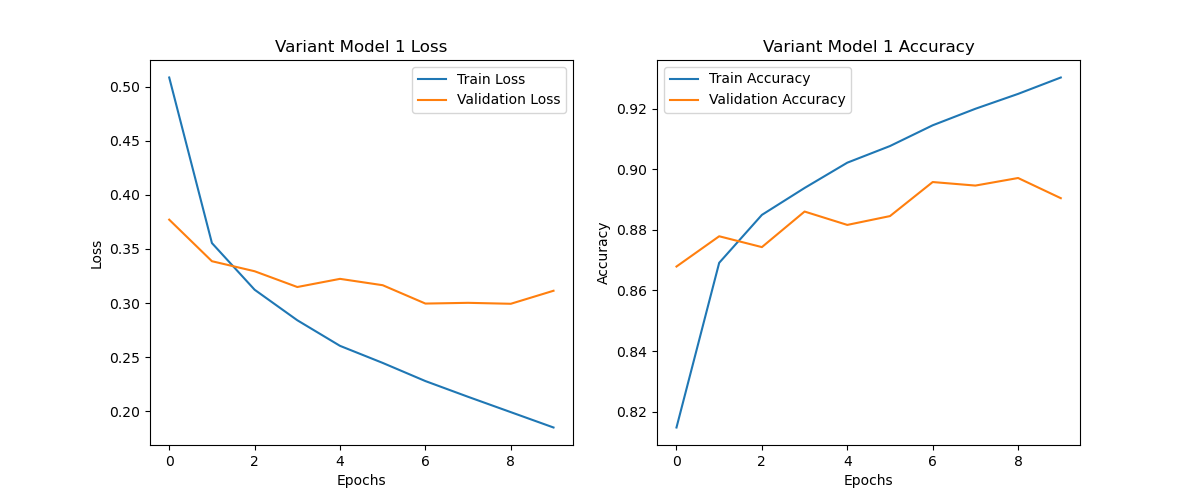 Variant Model 1 Loss
Train Loss
Validation Loss
0.50
0.45
0.40
0.35
0.30
0.25
0.20
Loss
0 2 4 6 8
Epochs
Variant Model 1 Accuracy
Train Accuracy
Validation Accuracy
0.92
0.90
0.88
0.86
0.84
0.82
Accuracy
0 2 4 6 8
Epochs